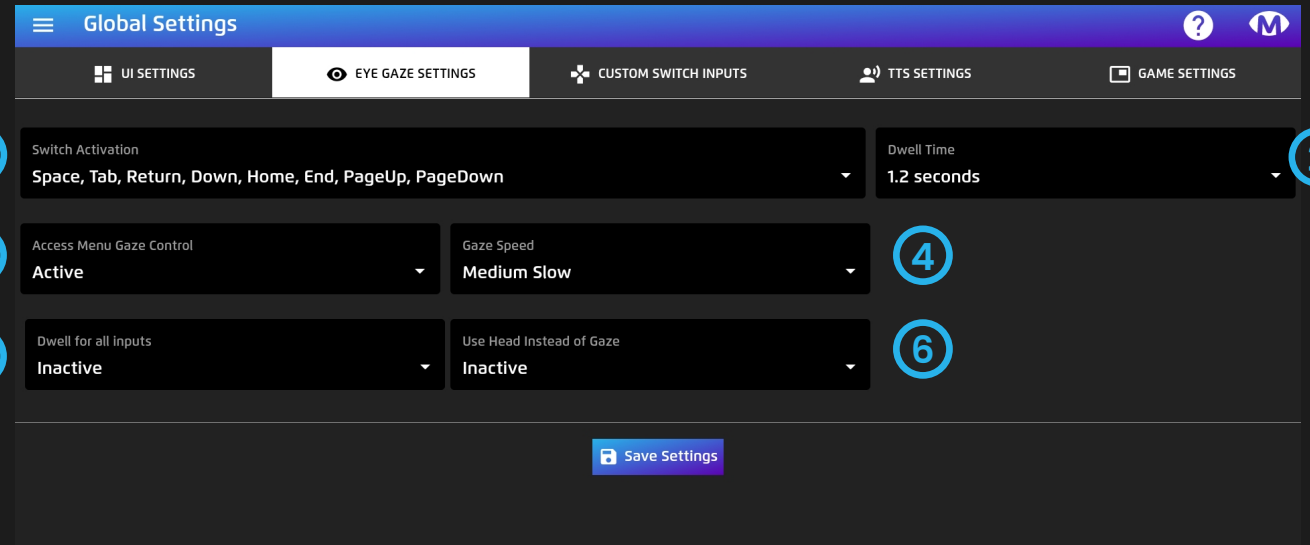 Global Settings
?
M
UI SETTINGS
EYE GAZE SETTINGS
CUSTOM SWITCH INPUTS
TTS SETTINGS
GAME SETTINGS
Switch Activation
Space, Tab, Return, Down, Home, End, PageUp, PageDown
Dwell Time
1.2 seconds
Access Menu Gaze Control
Active
Gaze Speed
Medium Slow
4
Dwell for all inputs
Inactive
Use Head Instead of Gaze
Inactive
6
Save Settings